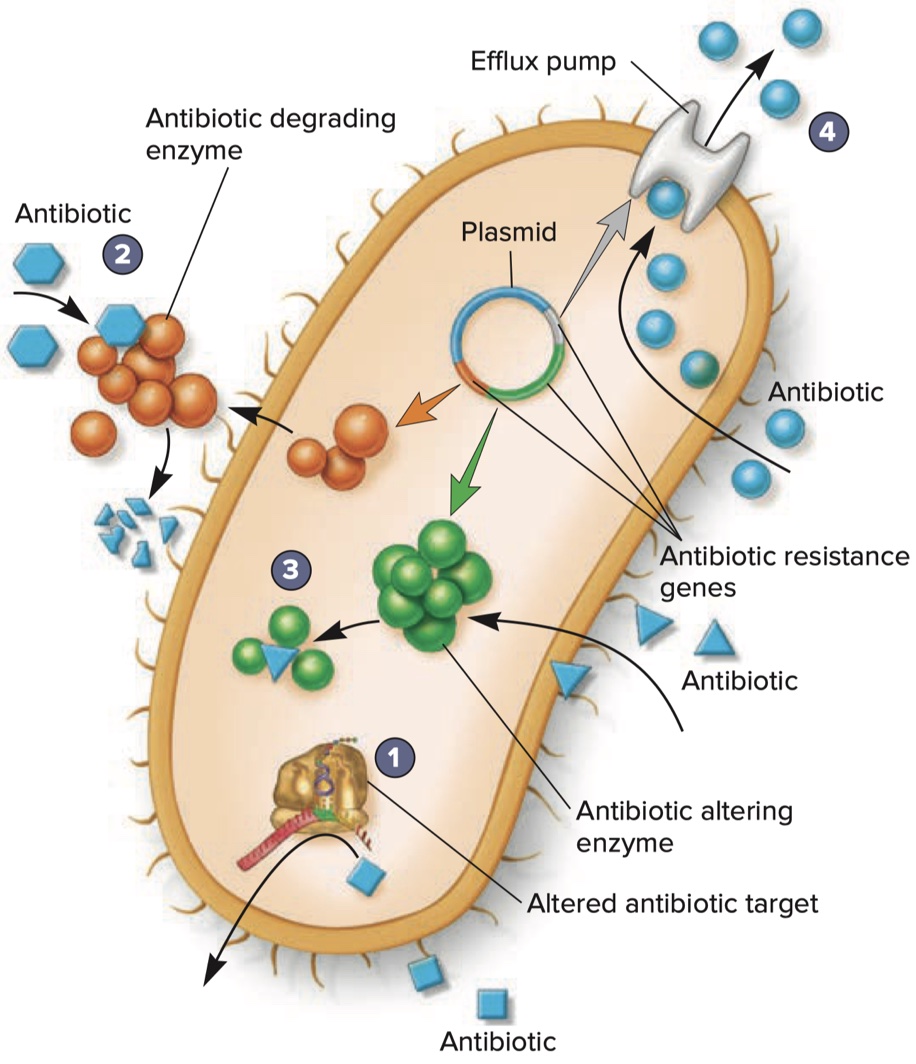 Efflux pump
4
Antibiotic degrading
enzyme
Antibiotic
2
Plasmid
Antibiotic
Antibiotic resistance
genes
3
Antibiotic
1
Antibiotic altering
enzyme
Altered antibiotic target
Antibiotic